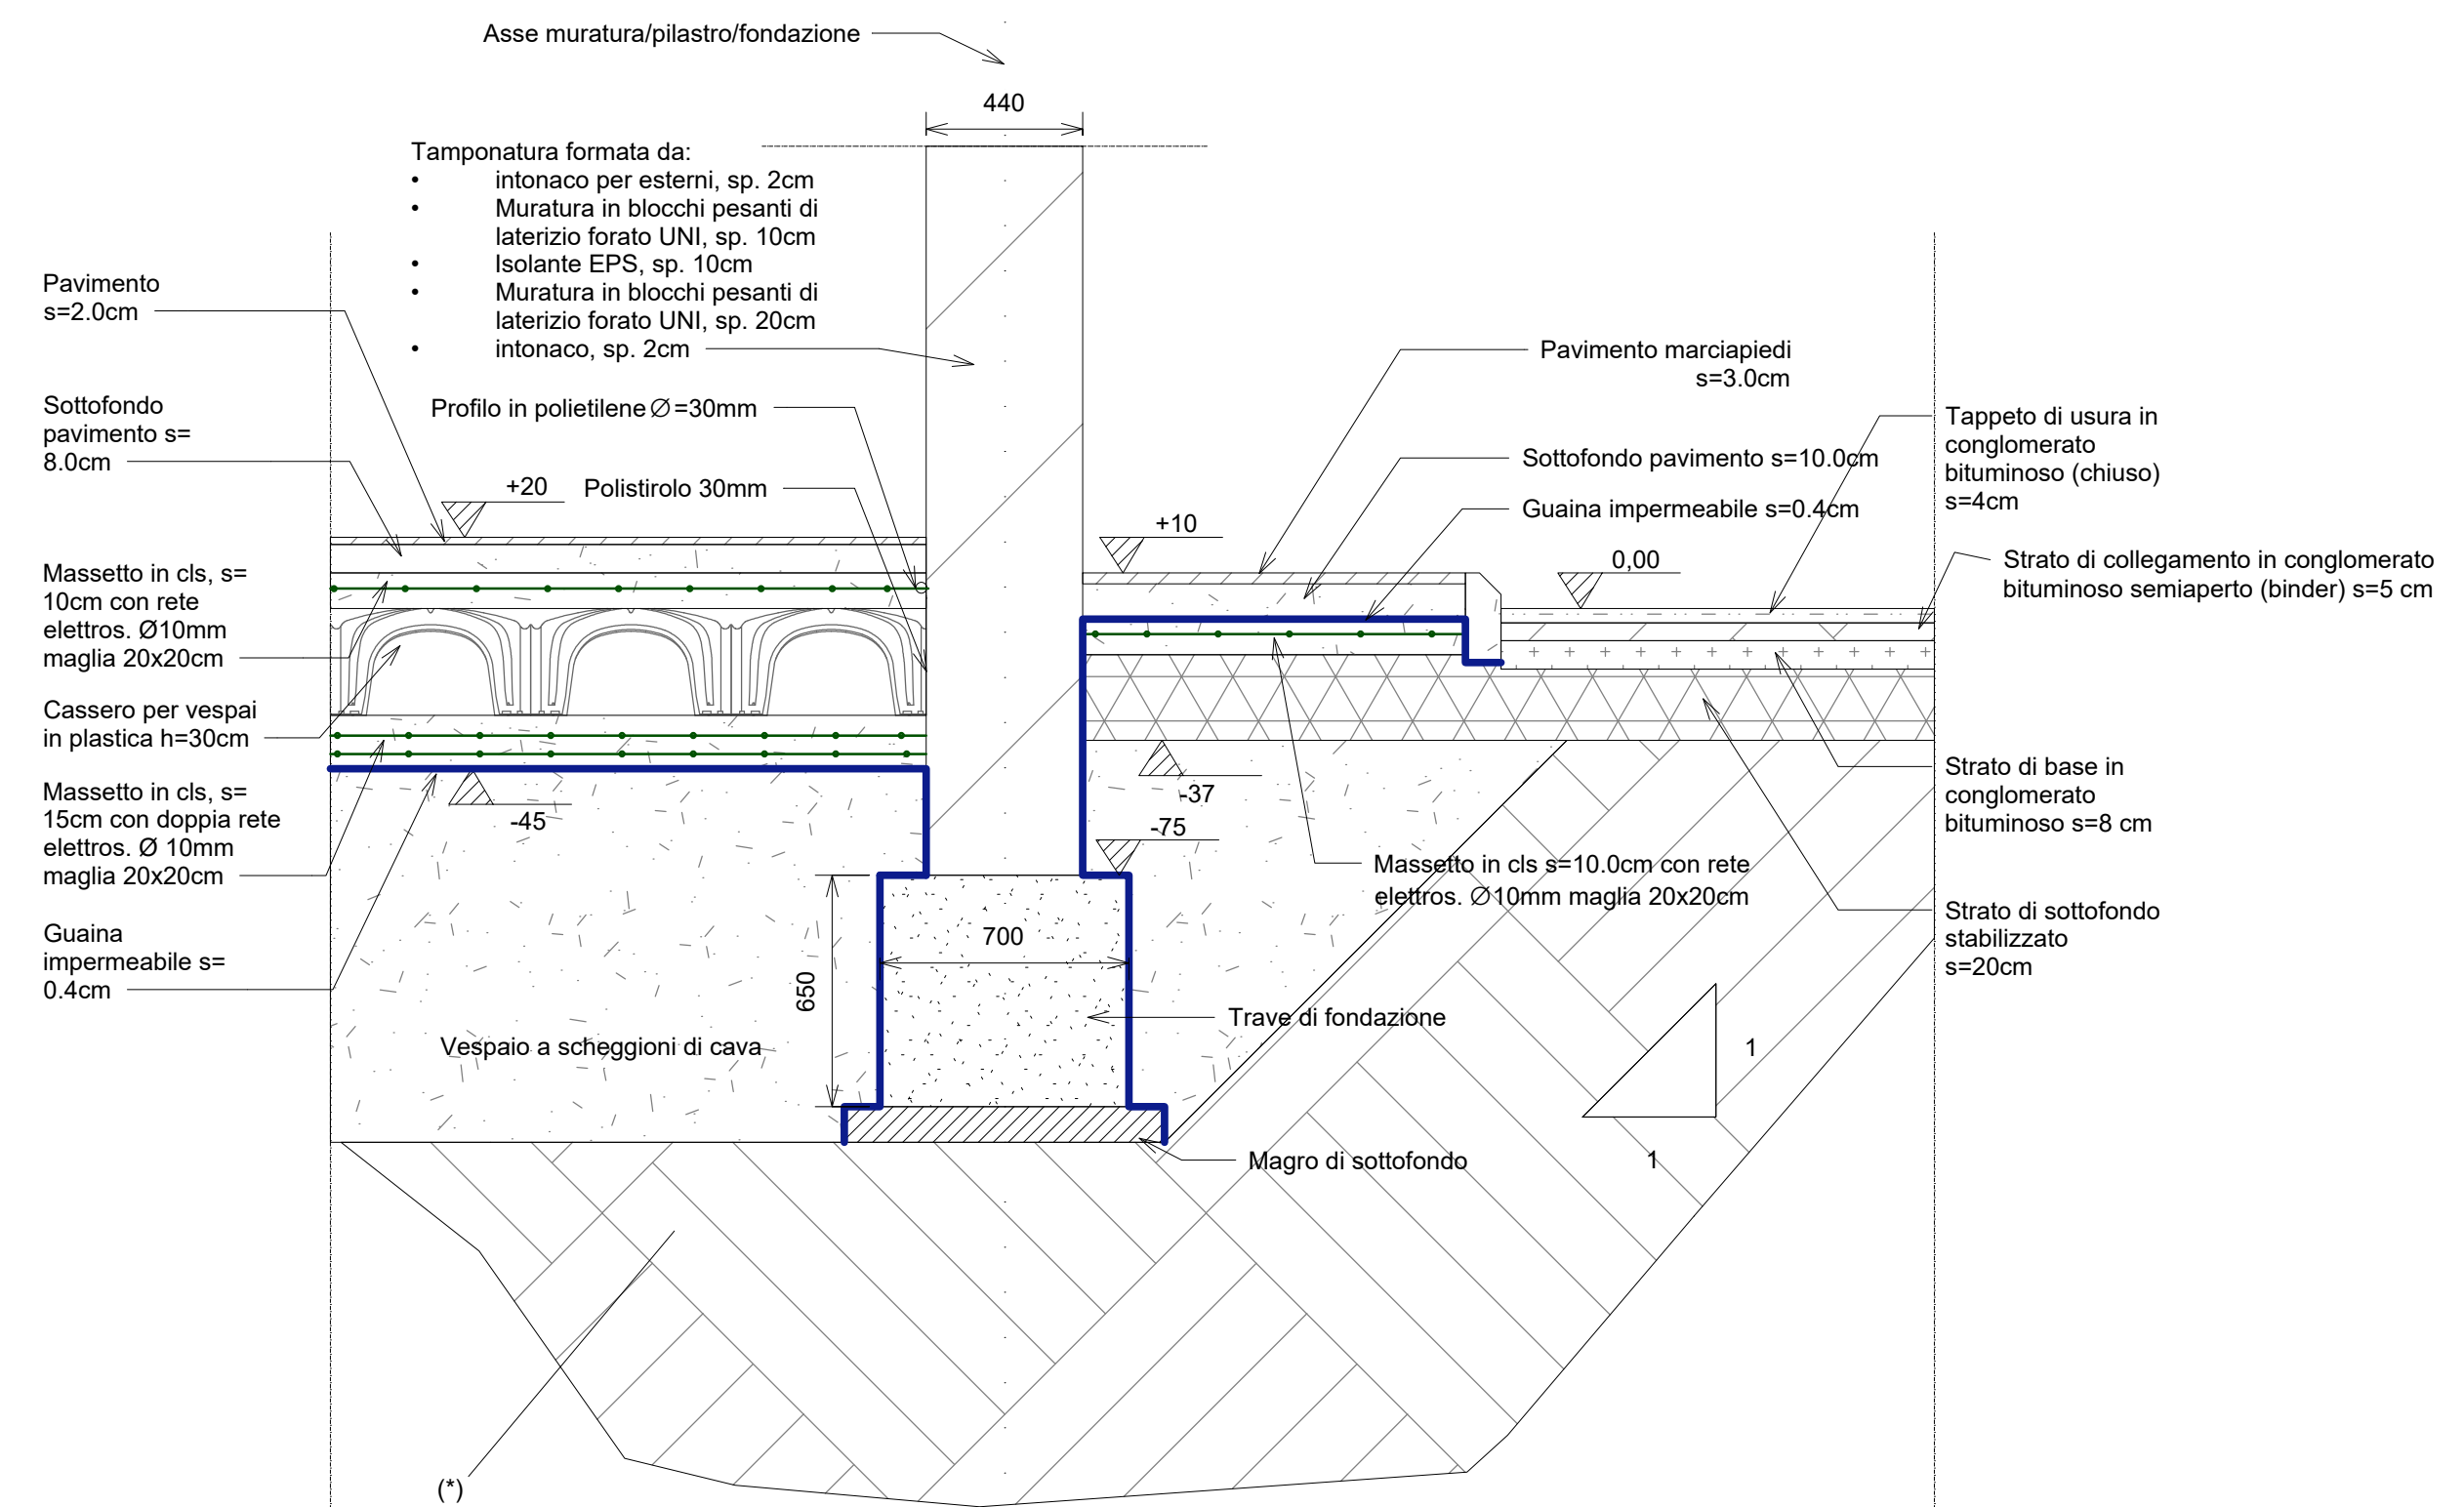 Asse muratura/pilastro/fondazione
440
Tamponatura formata da:
• intonaco per esterni, sp. 2cm
• Muratura in blocchi pesanti di
laterizio forato UNI, sp. 10cm
• Isolante EPS, sp. 10cm
• Muratura in blocchi pesanti di
laterizio forato UNI, sp. 20cm
• intonaco, sp. 2cm
Profilo in polietilene Ø=30mm
Polistirolo 30mm
Pavimento
s=2.0cm
Sottofondo
pavimento s=
8.0cm
Massetto in cls, s=
10cm con rete
elettros. Ø10mm
maglia 20x20cm
Cassero per vespai
in plastica h=30cm
Massetto in cls, s=
15cm con doppia rete
elettros. Ø 10mm
maglia 20x20cm
Guaina
impermeabile s=
0.4cm
+20
-45
Vespaio a scheggioni di cava
650
700
(*)
Pavimento marciapiedi
s=3.0cm
Sottofondo pavimento s=10.0cm
Guaina impermeabile s=0.4cm
+10
0,00
-37
-75
Massetto in cls s=10.0cm con rete
elettros. Ø10mm maglia 20x20cm
Trave di fondazione
Magro di sottofondo
1
1
Tappeto di usura in
conglomerato
bituminoso (chiuso)
s=4cm
Strato di collegamento in conglomerato
bituminoso semiaperto (binder) s=5 cm
Strato di base in
conglomerato
bituminoso s=8 cm
Strato di sottofondo
stabilizzato
s=20cm